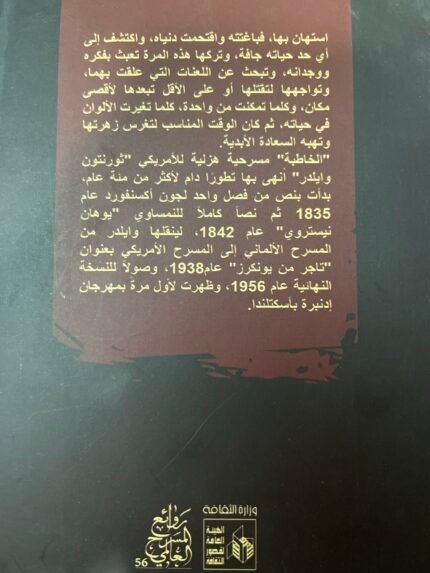 استهان بها، فباغتته واقتحمت دنياه، واكتشف إلى
أي حد حياته جافة، وتركها هذه المرة تعبث بفكره
ووجدانه، وتبحث عن اللعنات التي علقت بهما،
وتواجهها لتقتلها أو على الأقل تبعدها لأقصى
مكان، وكلما تمكنت من واحدة، كلما تغيرت الألوان
في حياته، ثم كان الوقت المناسب لتغرس زهرتها
وتهبه السعادة الأبدية.
"الخاطبة" مسرحية هزلية للأمريكي "ثورنتون
وايلدر" أنهى بها تطورًا دام لأكثر من مئة عام،
بدأت بنص من فصل واحد لجون أكسنفورد عام
1835 ثم نصاً كاملاً للنمساوي "يوهان
نيستروي" عام 1842، لينقلها وايلدر من
المسرح الألماني إلى المسرح الأمريكي بعنوان
"تاجر من يونكرز" عام1938، وصولاً للنسخة
النهائية عام 1956، وظهرت لأول مرة بمهرجان
إدنبرة بأسكتلندا.
وزارة الثقافة
الهيئة
العامة
لقصور
الثقافة
روائع
المسرح
العالمي
56